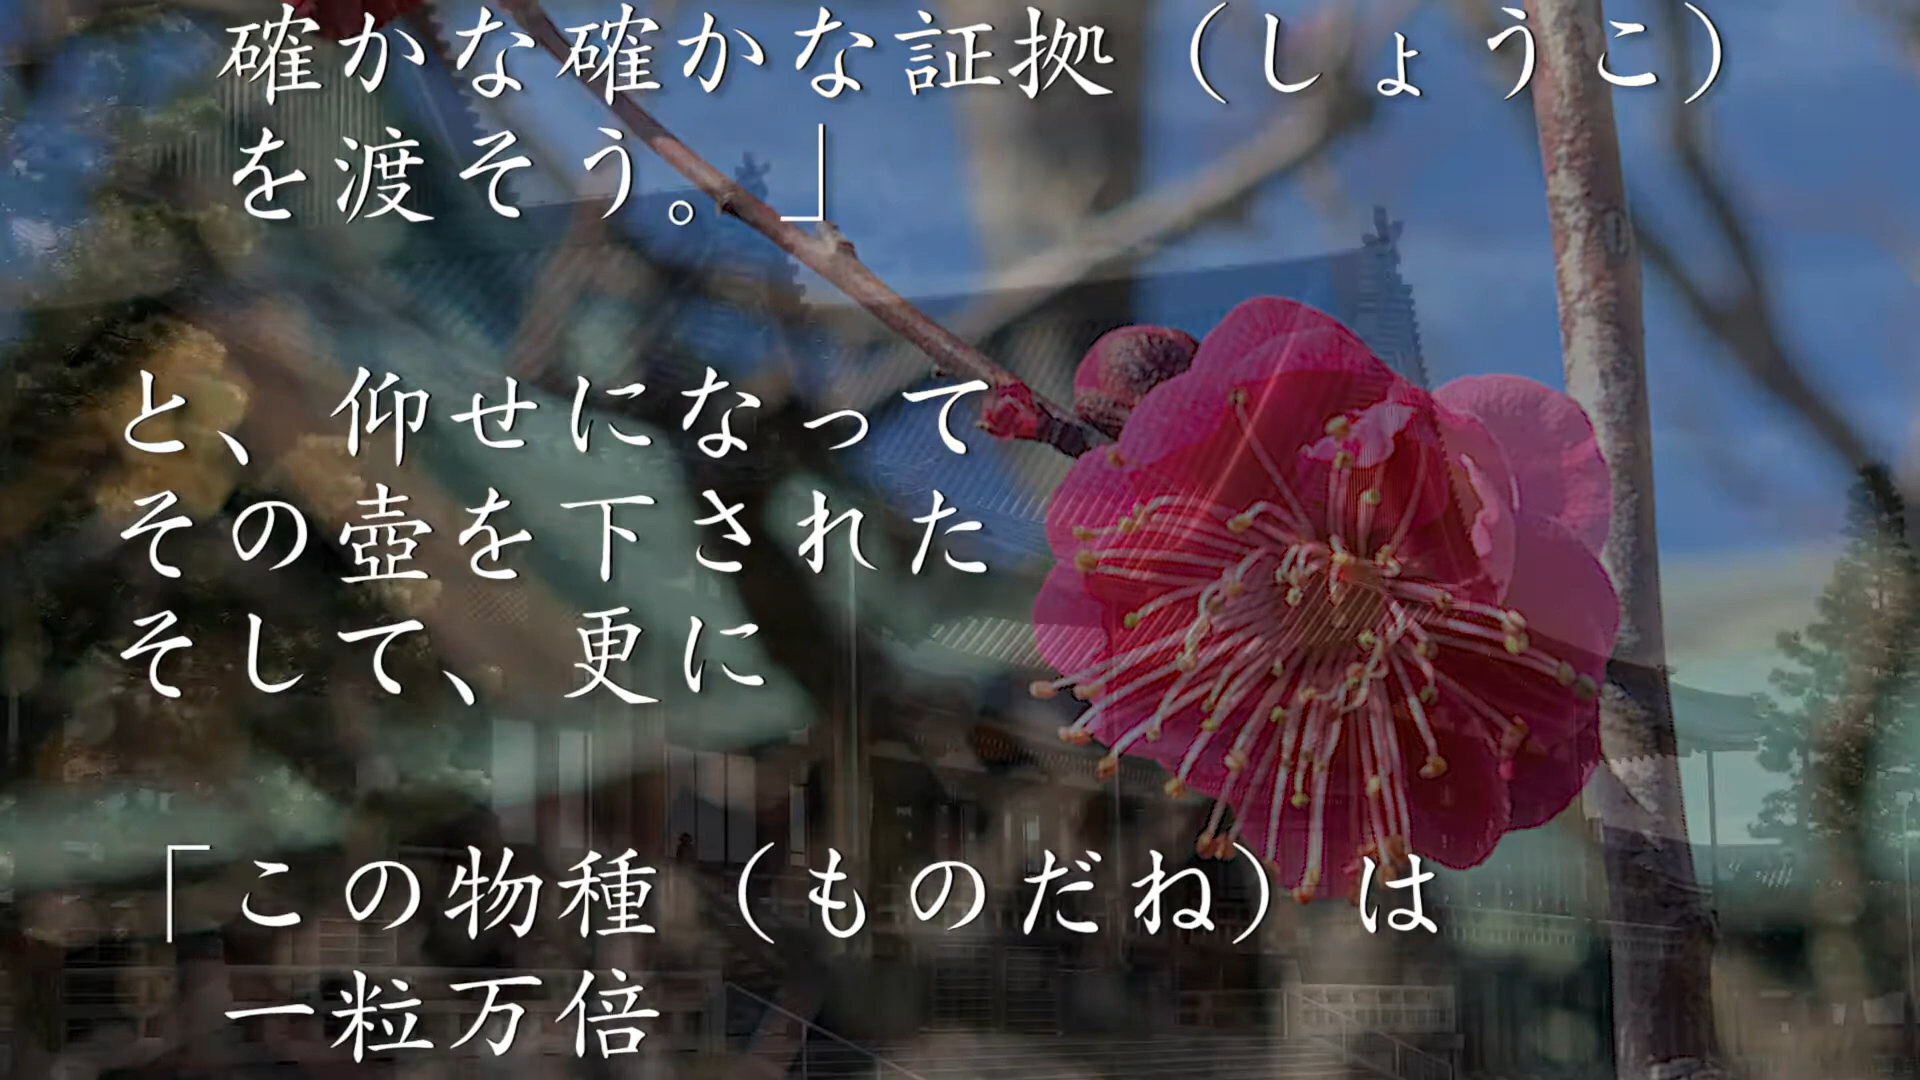 確かな確かな証拠（しょうこ）
を渡そう。」
と、仰せになって
その壺を下された
そして、更に
「この物種（ものだね）は
一粒万倍